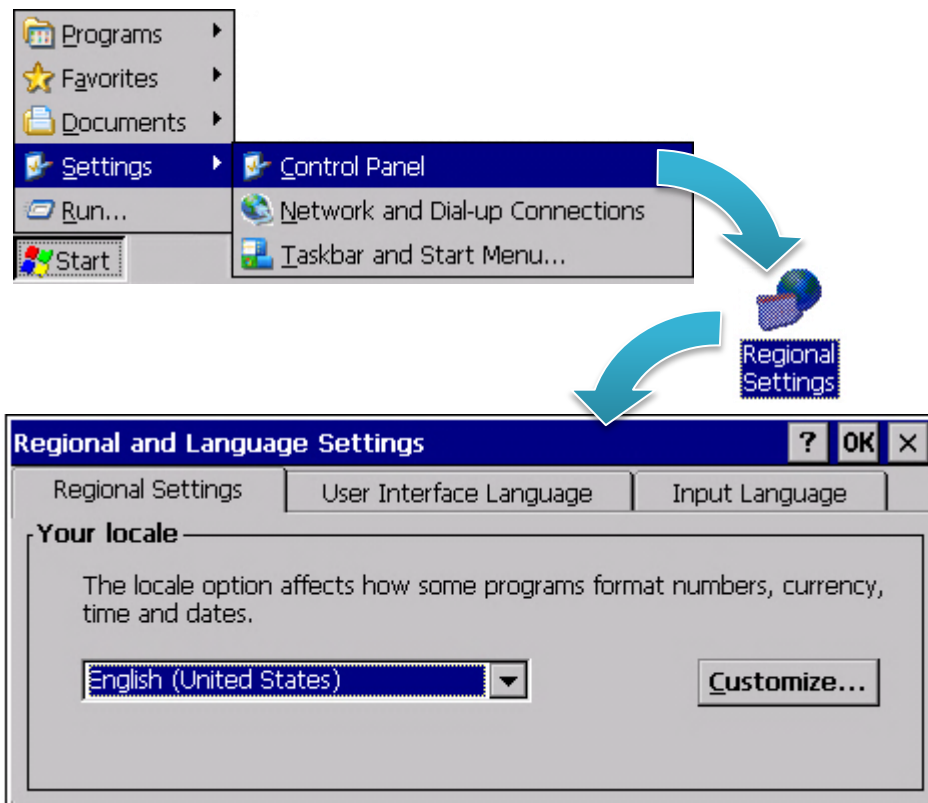 Programs
Favorites
Documents
Settings
Control Panel
Run...
Network and Dial-up Connections
Start
Taskbar and Start Menu...
Regional
Settings
Regional and Language Settings
? OK ×
Regional Settings
User Interface Language
Input Language
Your locale
The locale option affects how some programs format numbers, currency,
time and dates.
English (United States)
Customize...